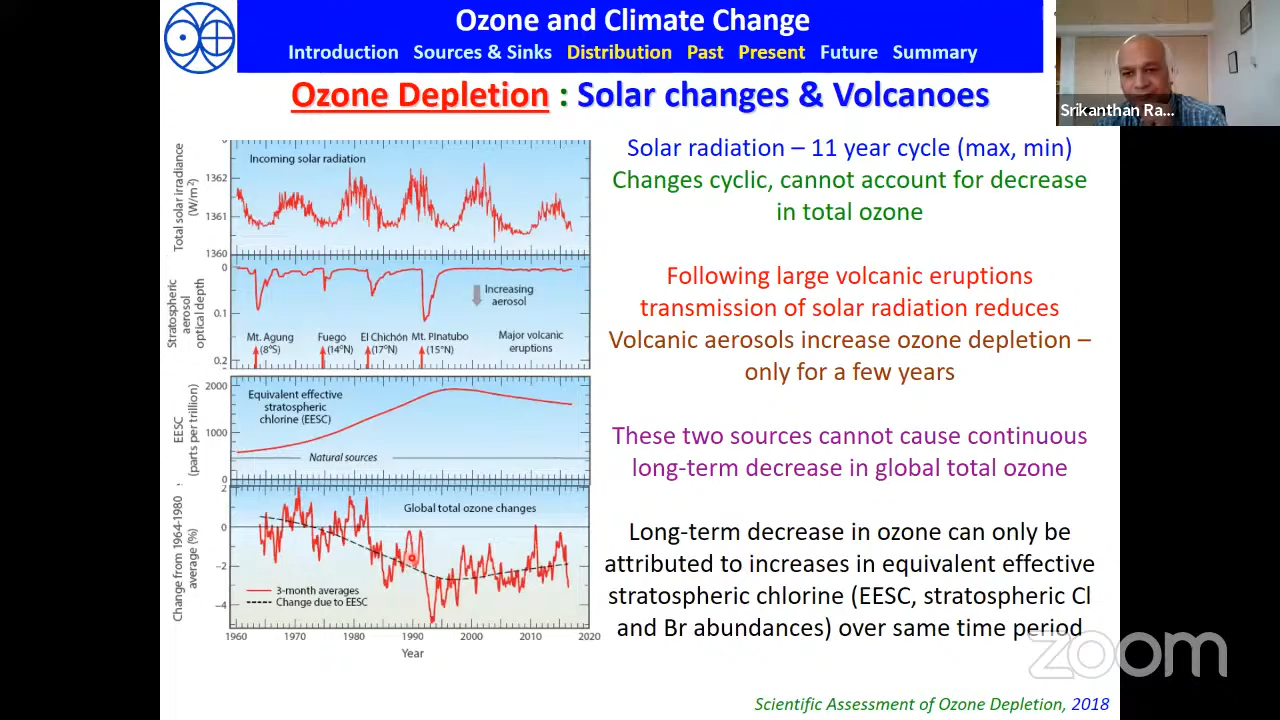 Ozone and Climate Change
Introduction Sources & Sinks Distribution Past Present Future Summary
Srikanthan Ra...
Ozone Depletion : Solar changes & Volcanoes
Total solar irradiance
(W/m2)
Incoming solar radiation
1362
1361
1360
Stratospheric
aerosol
optical depth
0
0.1
0.2
Increasing
aerosol
Mt. Agung
(8°S)
Fuego
(14°N)
El Chichón
(17°N)
Mt. PInatubo
(15°N)
Major volcanic
eruptions
EESC
(parts per trillion)
2000
1000
0
Equivalent effective
stratospheric
chlorine (EESC)
Natural sources
Change from 1964-1980
average (%)
2
0
−2
−4
Global total ozone changes
3-month averages
Change due to EESC
1960 1970 1980 1990 2000 2010 2020
Year
Solar radiation – 11 year cycle (max, min)
Changes cyclic, cannot account for decrease
in total ozone
Following large volcanic eruptions
transmission of solar radiation reduces
Volcanic aerosols increase ozone depletion –
only for a few years
These two sources cannot cause continuous
long-term decrease in global total ozone
Long-term decrease in ozone can only be
attributed to increases in equivalent effective
stratospheric chlorine (EESC, stratospheric Cl
and Br abundances) over same time period
zoom
Scientific Assessment of Ozone Depletion, 2018